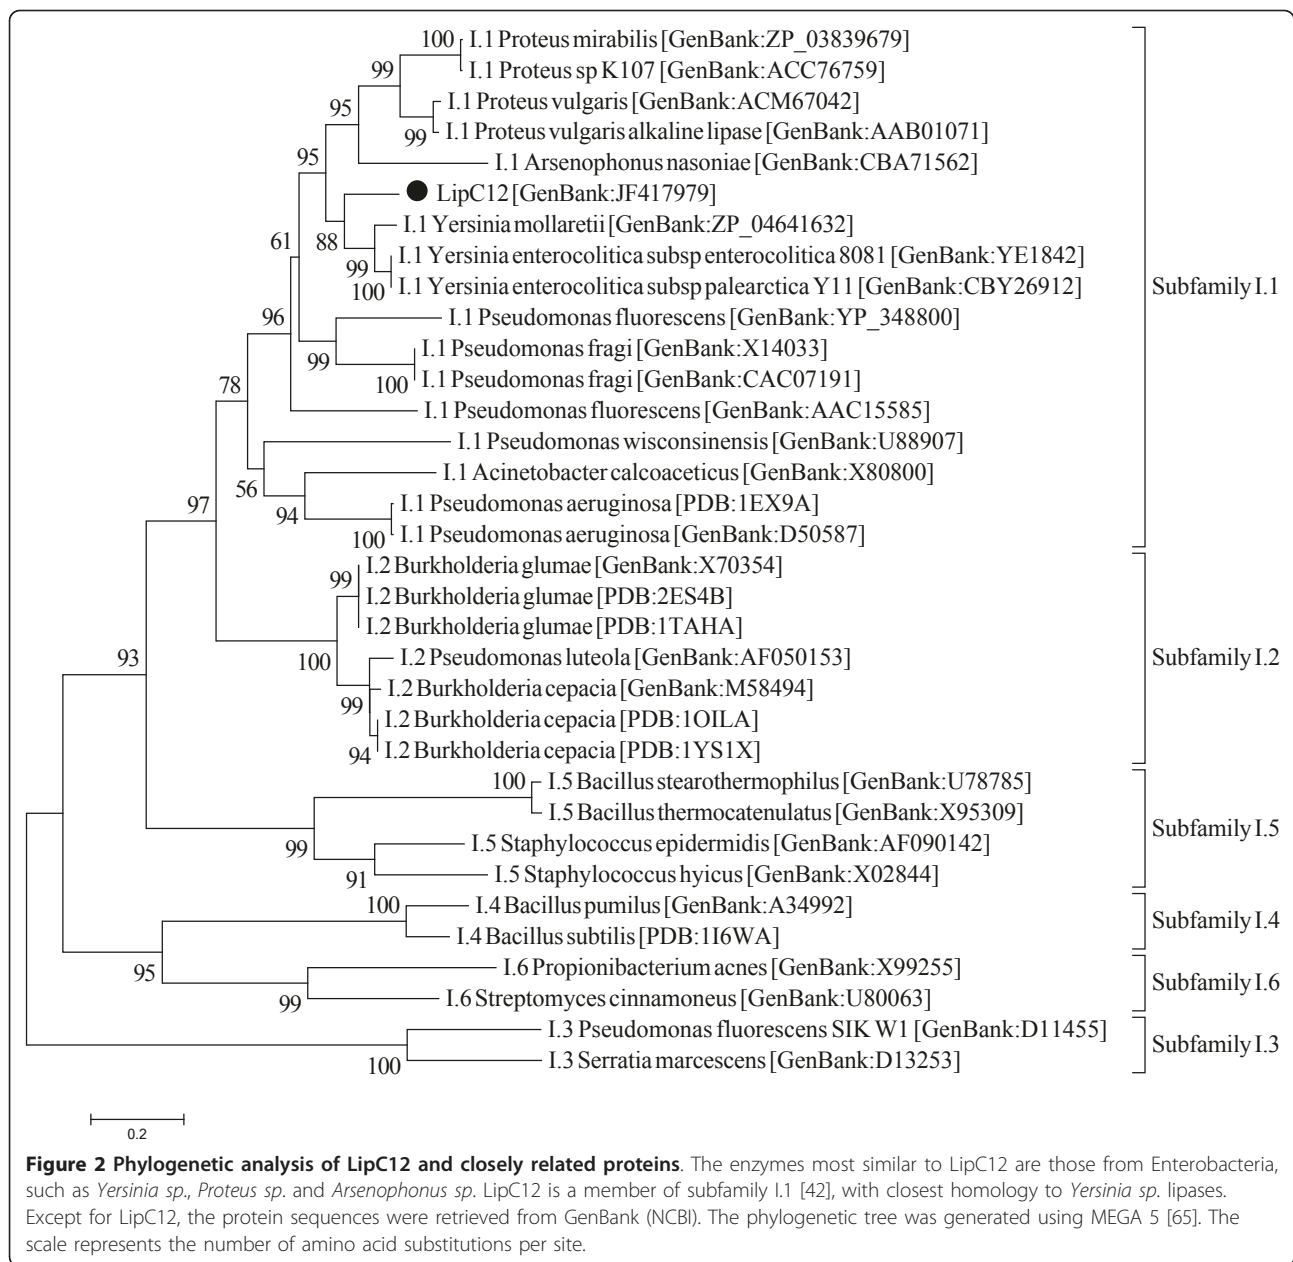 100 I.1 Proteus mirabilis [GenBank:ZP_03839679]
I.1 Proteus sp K107 [GenBank:ACC76759]
99
I.1 Proteus vulgaris [GenBank:ACM67042]
95
99 I.1 Proteus vulgaris alkaline lipase [GenBank:AAB01071]
95
I.1 Arsenophonus nasoniae [GenBank:CBA71562]
LipC12 [GenBank:JF417979]
I.1 Yersinia mollaretii [GenBank:ZP_04641632]
61
88
I.1 Yersinia enterocolitica subsp enterocolitica 8081 [GenBank:YE1842]
99
100 I.1 Yersinia enterocolitica subsp palearctica Y11 [GenBank:CBY26912]
Subfamily I.1
96
I.1 Pseudomonas fluorescens [GenBank:YP_348800]
99
I.1 Pseudomonas fragi [GenBank:X14033]
100 I.1 Pseudomonas fragi [GenBank:CAC07191]
78
I.1 Pseudomonas fluorescens [GenBank:AAC15585]
I.1 Pseudomonas wisconsinensis [GenBank:U88907]
I.1 Acinetobacter calcoaceticus [GenBank:X80800]
56
97
94
I.1 Pseudomonas aeruginosa [PDB:1EX9A]
100 I.1 Pseudomonas aeruginosa [GenBank:D50587]
I.2 Burkholderia glumae [GenBank:X70354]
99
I.2 Burkholderia glumae [PDB:2ES4B]
I.2 Burkholderia glumae [PDB:1TAHA]
93
100
I.2 Pseudomonas luteola [GenBank:AF050153]
Subfamily I.2
I.2 Burkholderia cepacia [GenBank:M58494]
99
I.2 Burkholderia cepacia [PDB:1OILA]
94 I.2 Burkholderia cepacia [PDB:1YS1X]
100 I.5 Bacillus stearothermophilus [GenBank:U78785]
I.5 Bacillus thermocatenulatus [GenBank:X95309]
Subfamily I.5
99
I.5 Staphylococcus epidermidis [GenBank:AF090142]
91
I.5 Staphylococcus hyicus [GenBank:X02844]
100 I.4 Bacillus pumilus [GenBank:A34992]
Subfamily I.4
I.4 Bacillus subtilis [PDB:1I6WA]
95
I.6 Propionibacterium acnes [GenBank:X99255]
Subfamily I.6
99
I.6 Streptomyces cinnamoneus [GenBank:U80063]
I.3 Pseudomonas fluorescens SIK W1 [GenBank:D11455]
Subfamily I.3
100
I.3 Serratia marcescens [GenBank:D13253]
0.2
Figure 2 Phylogenetic analysis of LipC12 and closely related proteins. The enzymes most similar to LipC12 are those from Enterobacteria,
such as Yersinia sp., Proteus sp. and Arsenophonus sp. LipC12 is a member of subfamily I.1 [42], with closest homology to Yersinia sp. lipases.
Except for LipC12, the protein sequences were retrieved from GenBank (NCBI). The phylogenetic tree was generated using MEGA 5 [65]. The
scale represents the number of amino acid substitutions per site.